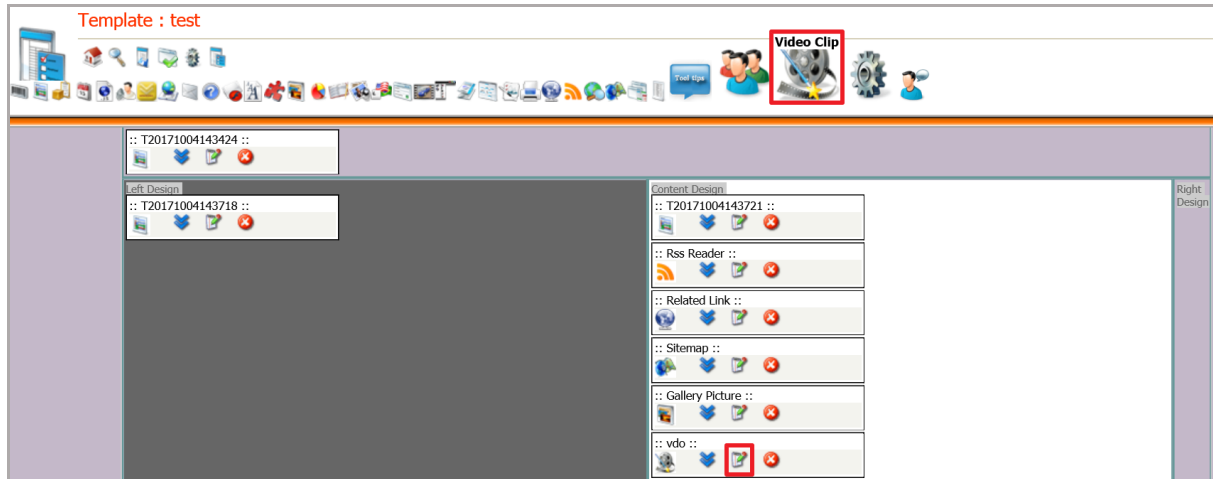 Template : test
Video Clip
Tool tips
:: T20171004143424 ::
Left Design
:: T20171004143718 ::
Content Design
:: T20171004143721 ::
:: Rss Reader ::
:: Related Link ::
:: Sitemap ::
:: Gallery Picture ::
:: vdo ::
Right
Design